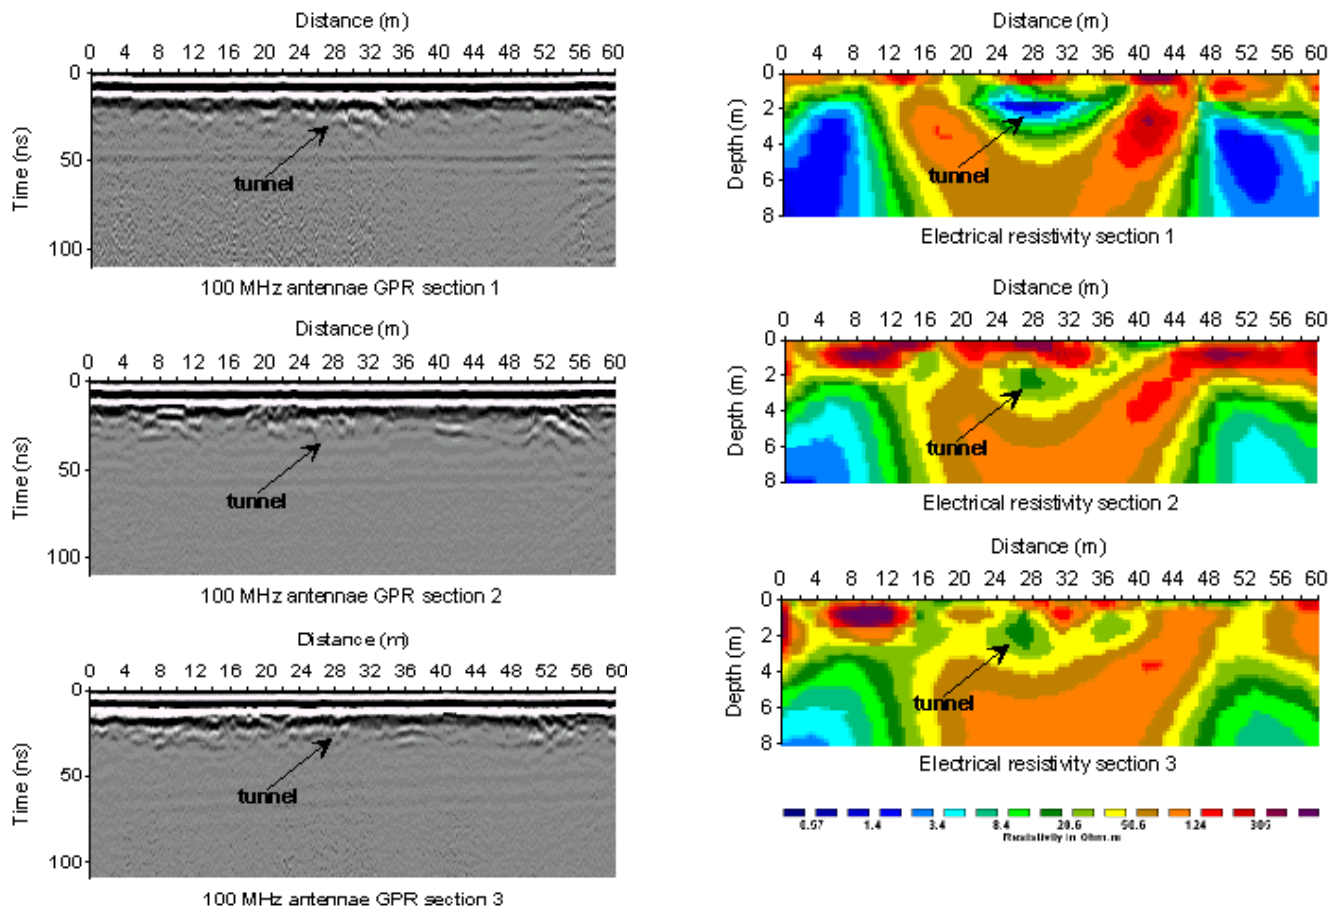 Distance (m)
0 4 8 12 16 20 24 28 32 36 40 44 48 52 56 60
Time (ns)
0
50
100
tunnel
100 MHz antennae GPR section 1
Distance (m)
0 4 8 12 16 20 24 28 32 36 40 44 48 52 56 60
Time (ns)
0
50
100
tunnel
100 MHz antennae GPR section 2
Distance (m)
0 4 8 12 16 20 24 28 32 36 40 44 48 52 56 60
Time (ns)
0
50
100
tunnel
100 MHz antennae GPR section 3
Distance (m)
0 4 8 12 16 20 24 28 32 36 40 44 48 52 56 60
Depth (m)
0
2
4
6
8
tunnel
Electrical resistivity section 1
Distance (m)
0 4 8 12 16 20 24 28 32 36 40 44 48 52 56 60
Depth (m)
0
2
4
6
8
tunnel
Electrical resistivity section 2
Distance (m)
0 4 8 12 16 20 24 28 32 36 40 44 48 52 56 60
Depth (m)
0
2
4
6
8
tunnel
Electrical resistivity section 3
0.57 1.4 3.4 8.4 20.6 50.6 124 305
Resistivity in Ohm.m